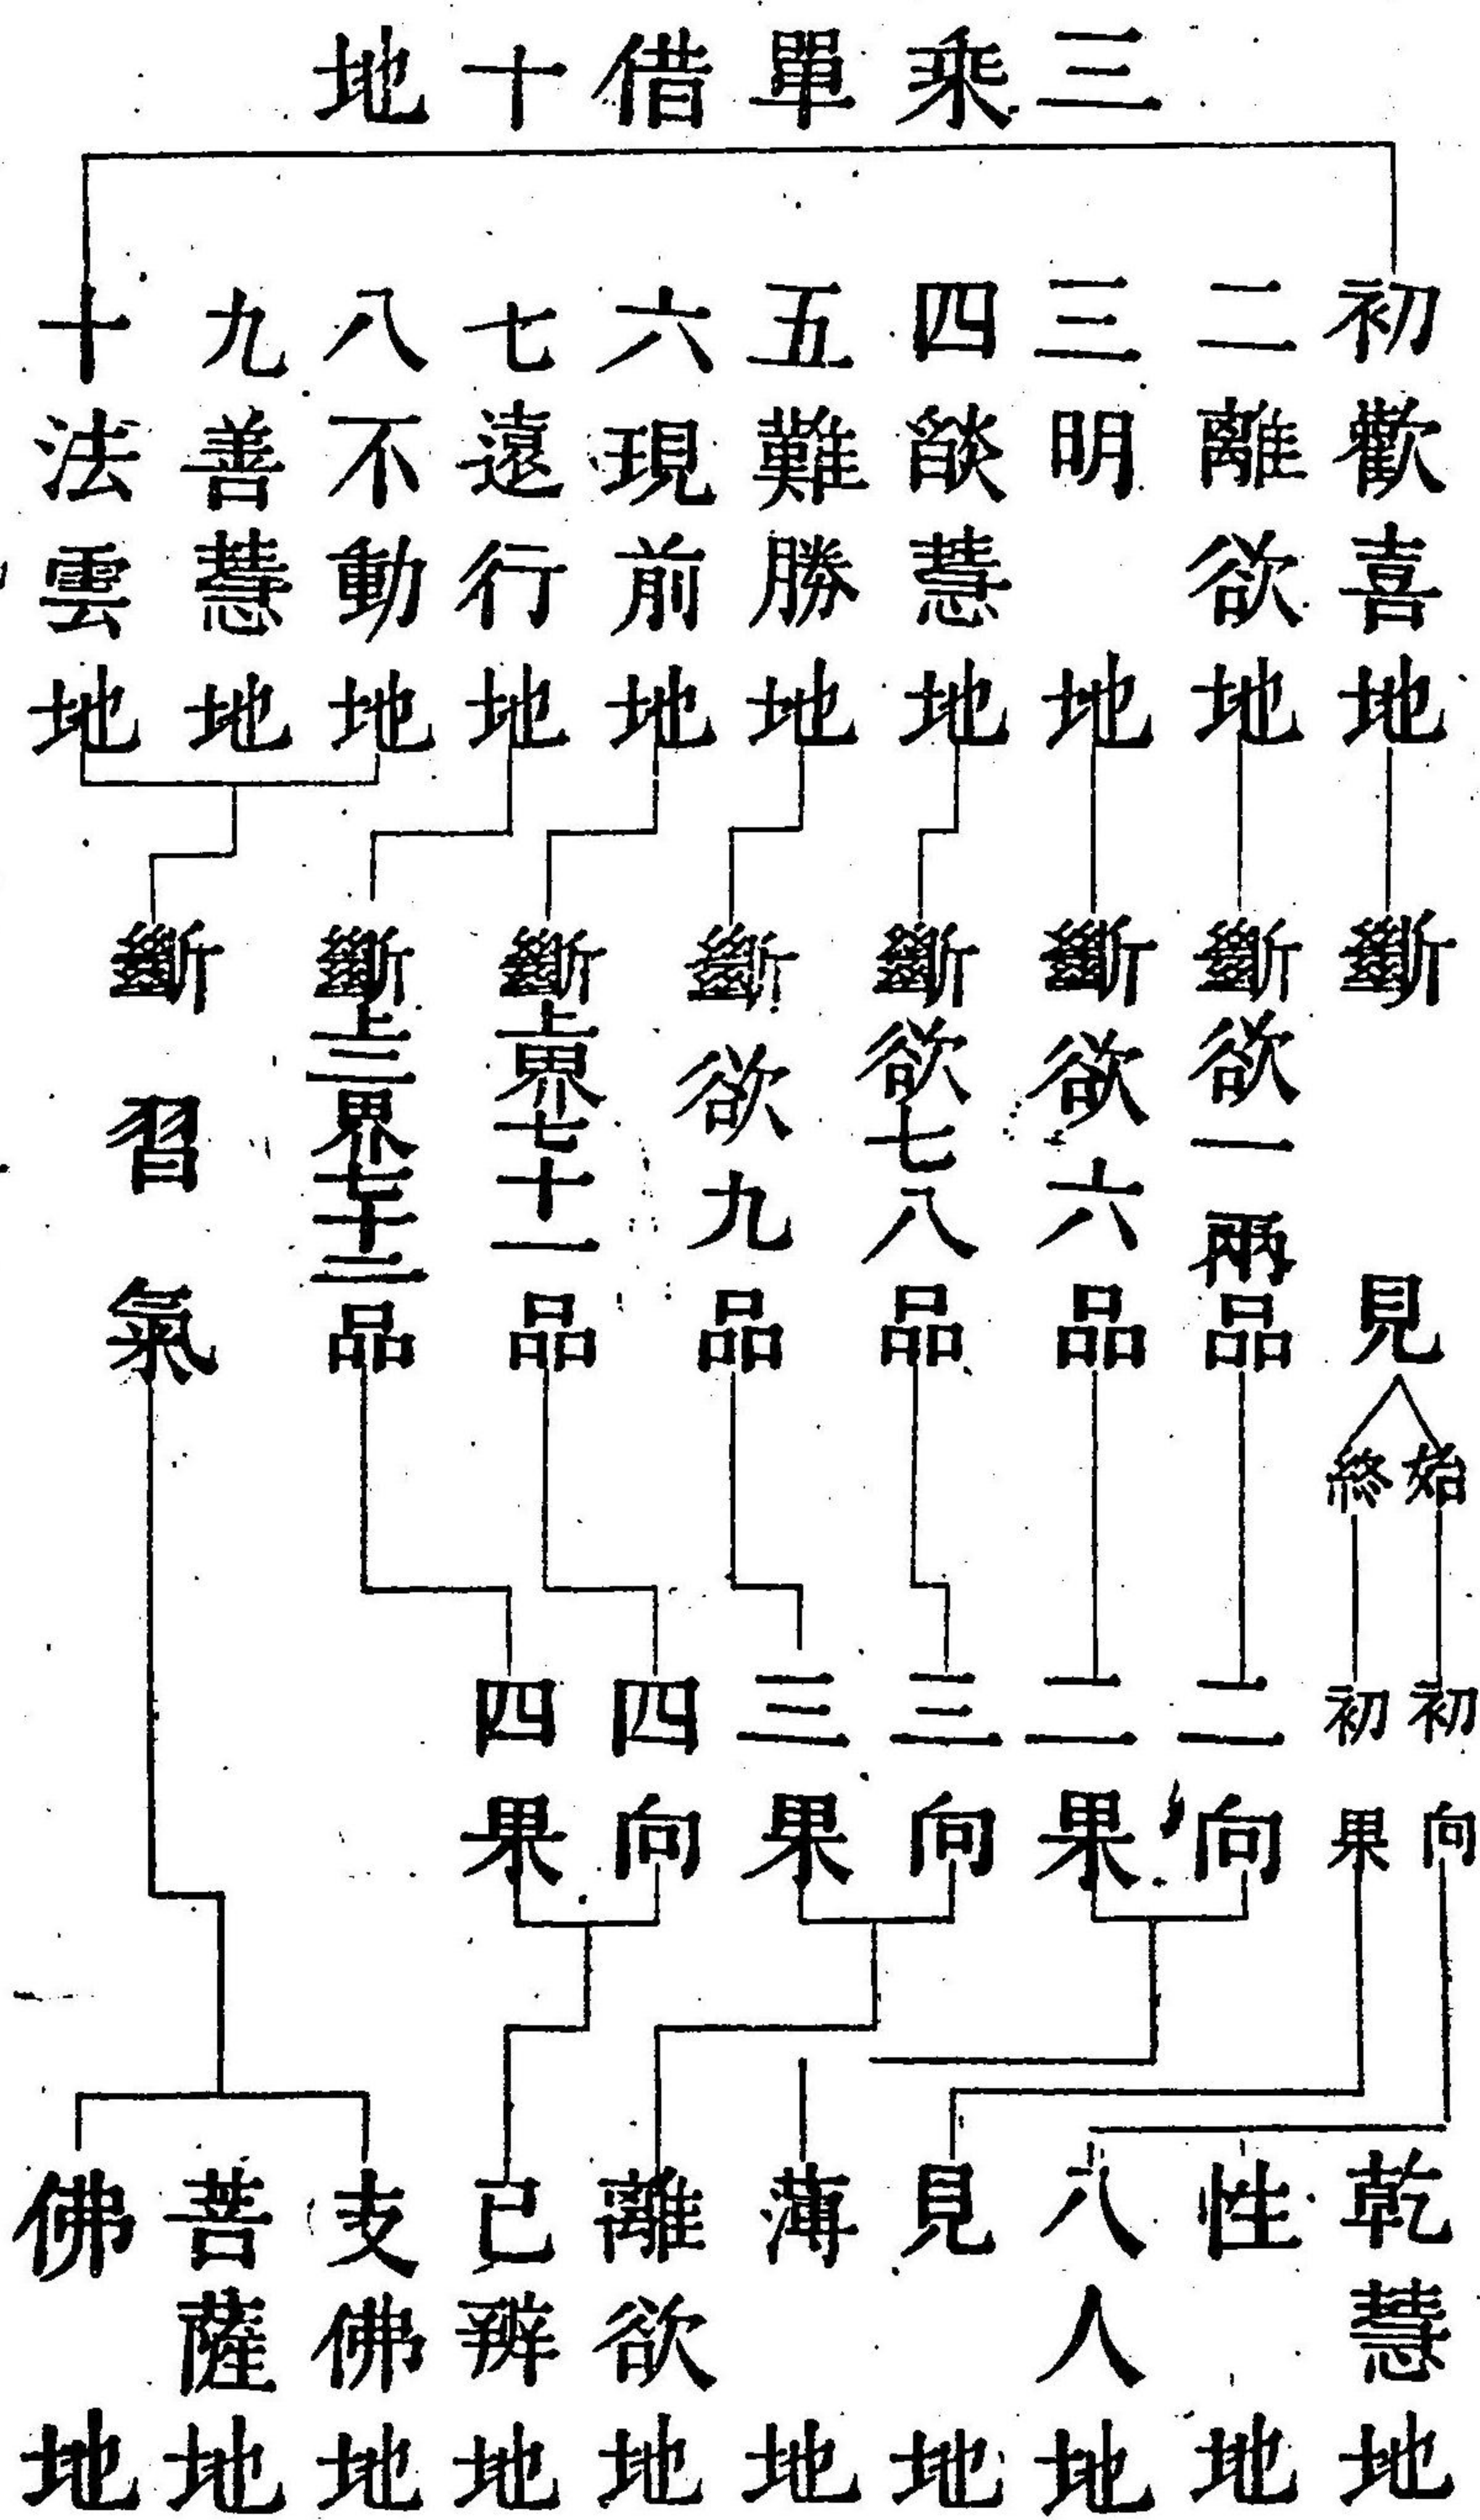 三乘單借十地
初歡喜地
二離欲地
三明地
四燄慧地
五難勝地
六現前地
七遠行地
八不動地
九善慧地
十法雲地
斷見
始
終
斷欲一兩品
斷欲六品
斷欲七八品
斷欲九品
斷上界七十一品
斷上三界七十二品
斷習氣
初向
初果
二向
二果
三向
三果
四向
四果
乾慧地
性地
八人地
見地
薄地
離欲地
已辨地
支佛地
菩薩地
佛地